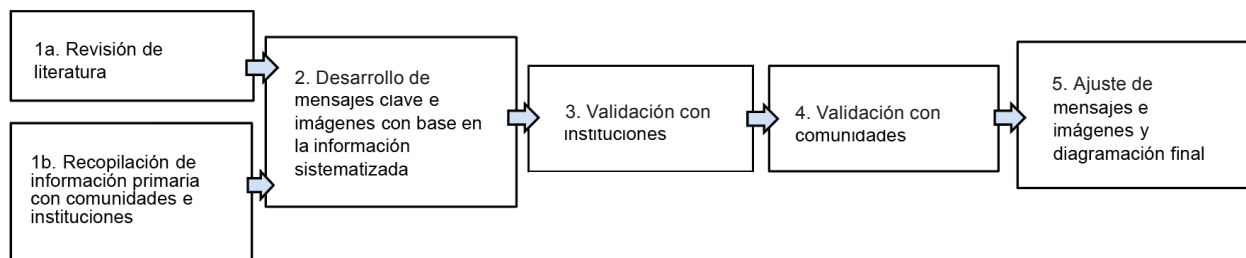 1a. Revisión de
literatura
1b. Recopilación de
información primaria
con comunidades e
instituciones
2. Desarrollo de
mensajes clave e
imágenes con base en
la información
sistematizada
3. Validación con
instituciones
4. Validación con
comunidades
5. Ajuste de
mensajes e
imágenes y
diagramación final